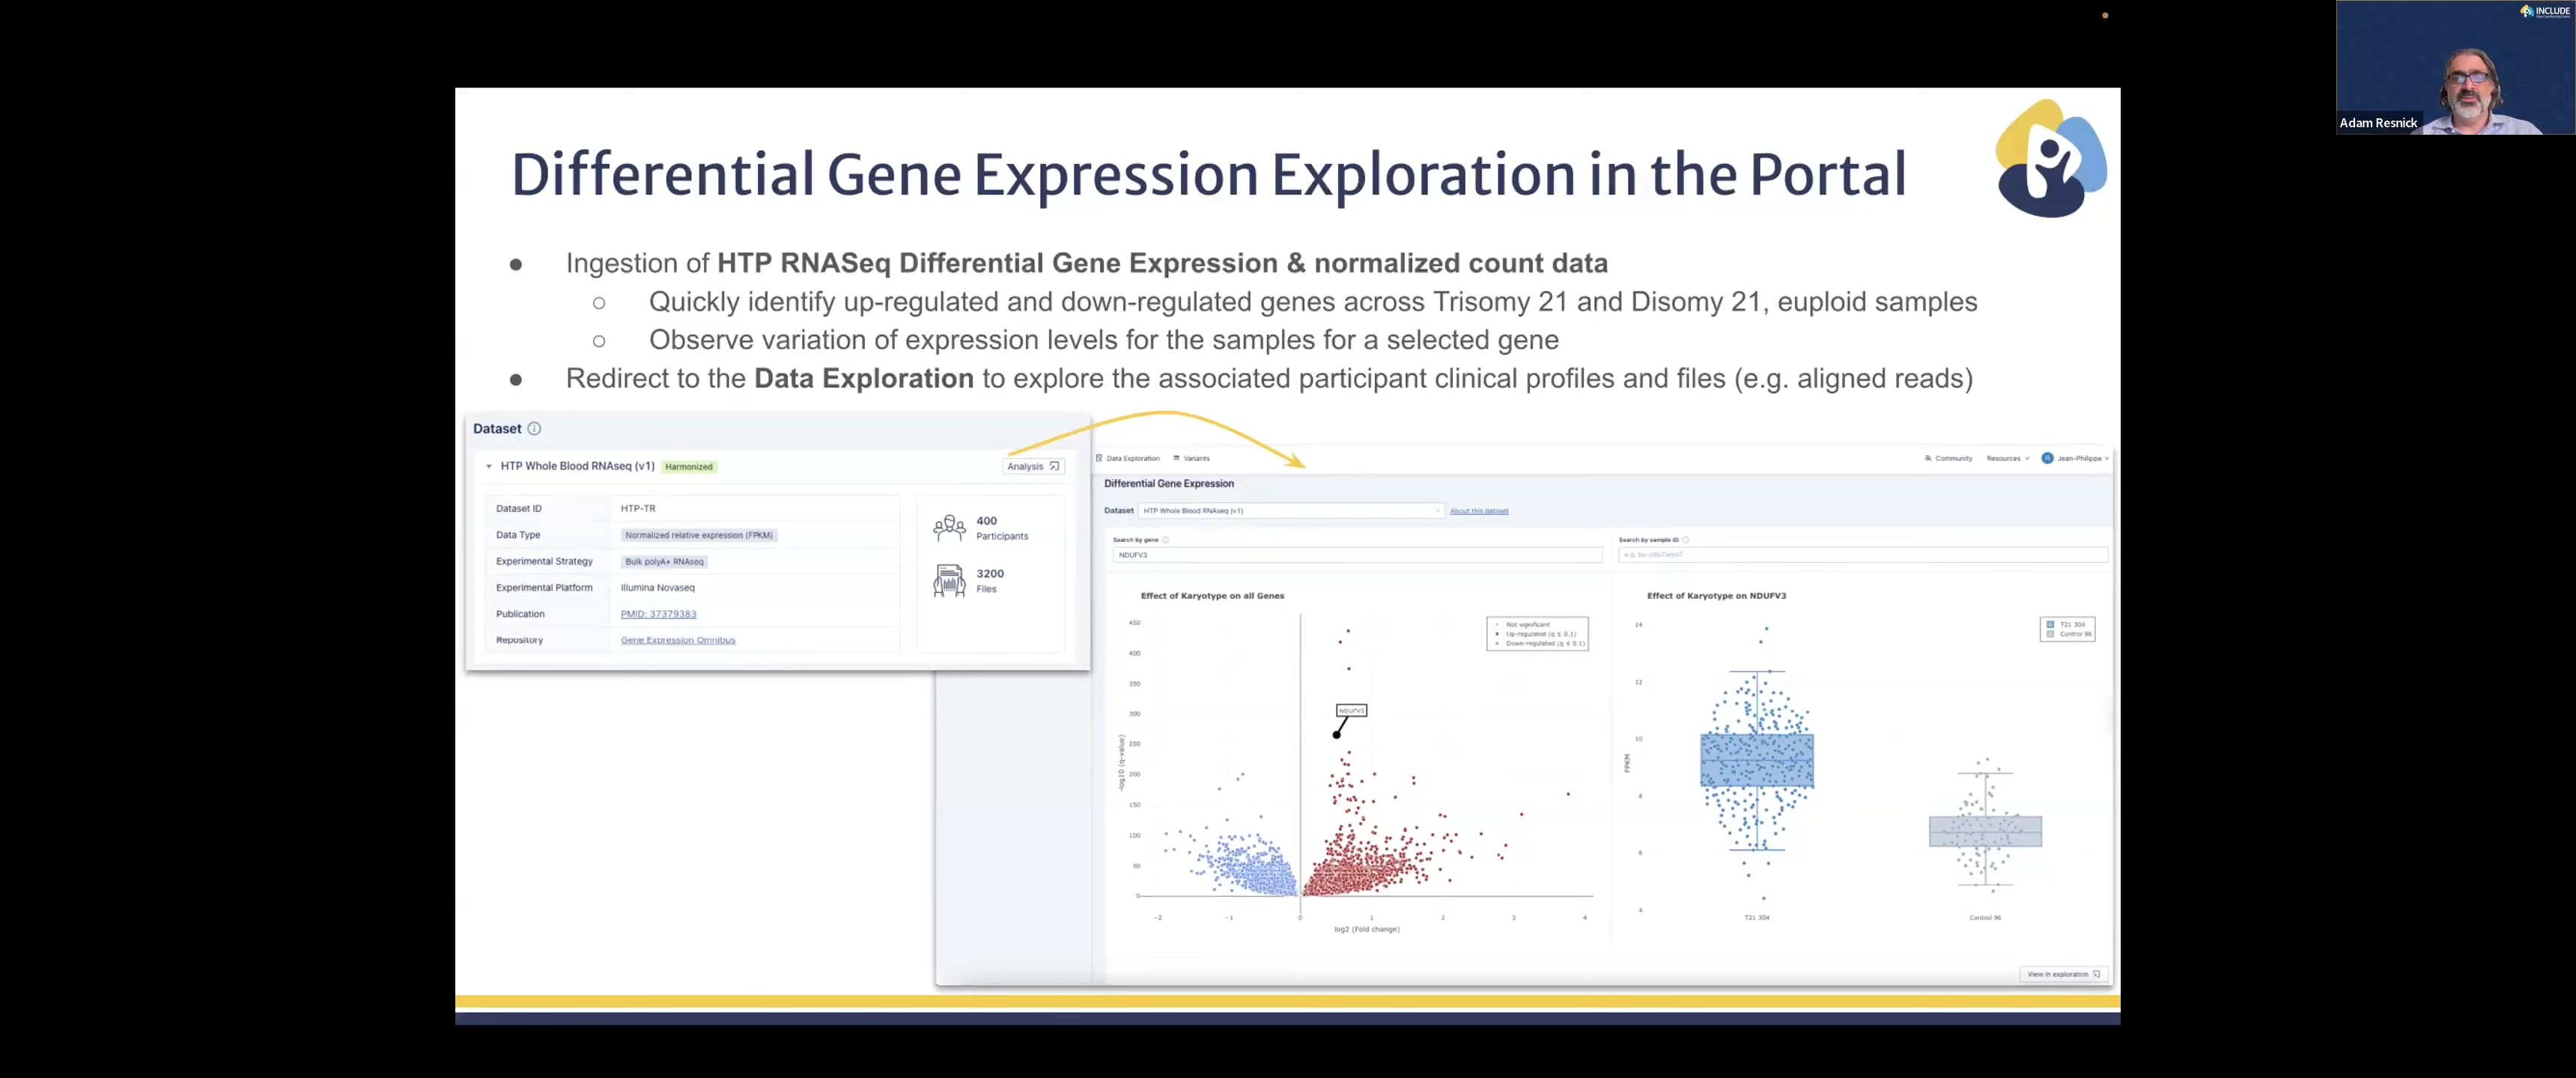 INCLUDE
Adam Resnick
Differential Gene Expression Exploration in the Portal
● Ingestion of HTP RNASeq Differential Gene Expression & normalized count data
○ Quickly identify up-regulated and down-regulated genes across Trisomy 21 and Disomy 21, euploid samples
○ Observe variation of expression levels for the samples for a selected gene
● Redirect to the Data Exploration to explore the associated participant clinical profiles and files (e.g. aligned reads)
Dataset
HTP Whole Blood RNAseq (v1) Harmonized
Analysis
Dataset ID HTP-TR
Data Type Normalized relative expression (FPKM)
Experimental Strategy Bulk polyA+ RNAseq
Experimental Platform Illumina Novaseq
Publication PMID: 37379383
Repository Gene Expression Omnibus
400
Participants
3200
Files
Data Exploration Variants Community Resources Jean-Philippe
Differential Gene Expression
Dataset HTP Whole Blood RNAseq (v1) About this dataset
Search by gene
NDUFV3
Search by sample ID
Effect of Karyotype on all Genes
Not significant
Up-regulated (q ≤ 0.1)
Down-regulated (q ≤ 0.1)
450
400
350
300
250
200
150
100
50
0
-log10 (q-value)
NDUFV3
−2 −1 0 1 2 3 4
log2 (Fold change)
Effect of Karyotype on NDUFV3
T21 304
Control 96
14
12
10
8
6
4
FPKM
T21 304 Control 96
View in exploration